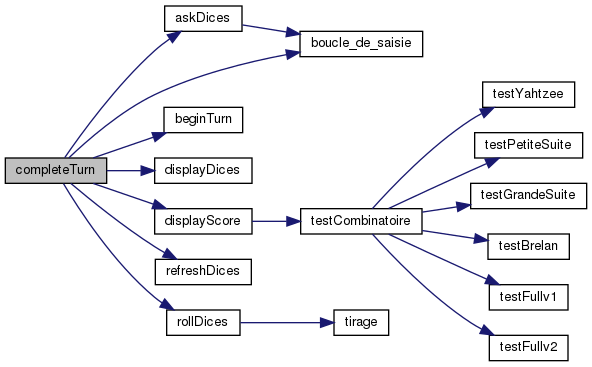 askDices
boucle_de_saisie
testYahtzee
beginTurn
testPetiteSuite
completeTurn
displayDices
testGrandeSuite
displayScore
testCombinatoire
testBrelan
refreshDices
testFullv1
rollDices
tirage
testFullv2